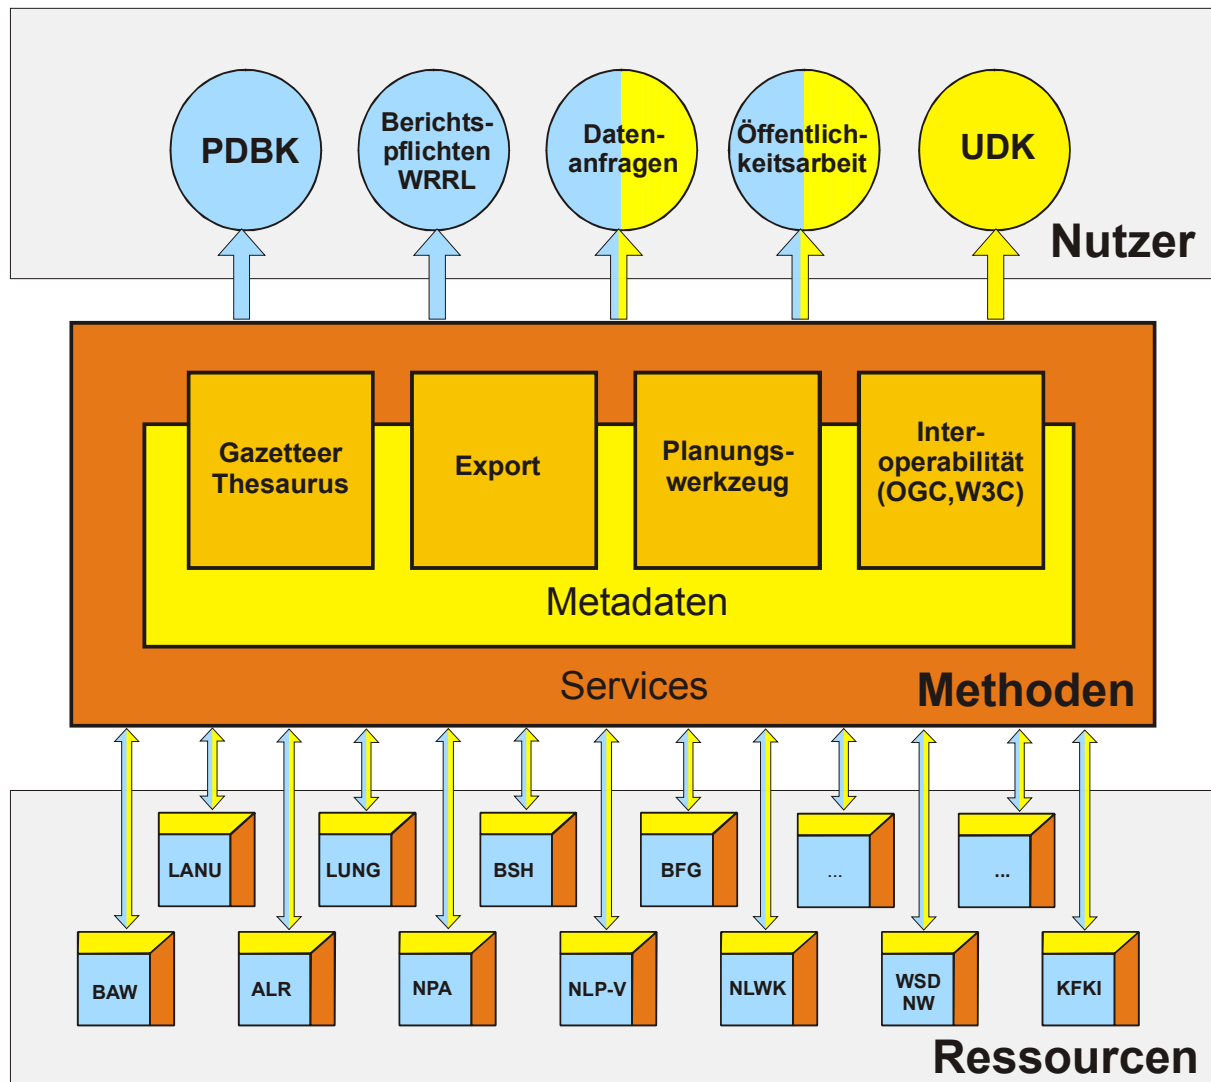 PDBK
Berichts-
pflichten
WRRL
Daten-
anfragen
Öffentlich-
keitsarbeit
UDK
Nutzer
Gazetteer
Thesaurus
Export
Planungs-
werkzeug
Inter-
operabilität
(OGC,W3C)
Metadaten
Services
Methoden
LANU
LUNG
BSH
BFG
...
...
BAW
ALR
NPA
NLP-V
NLWK
WSD
NW
KFKI
Ressourcen